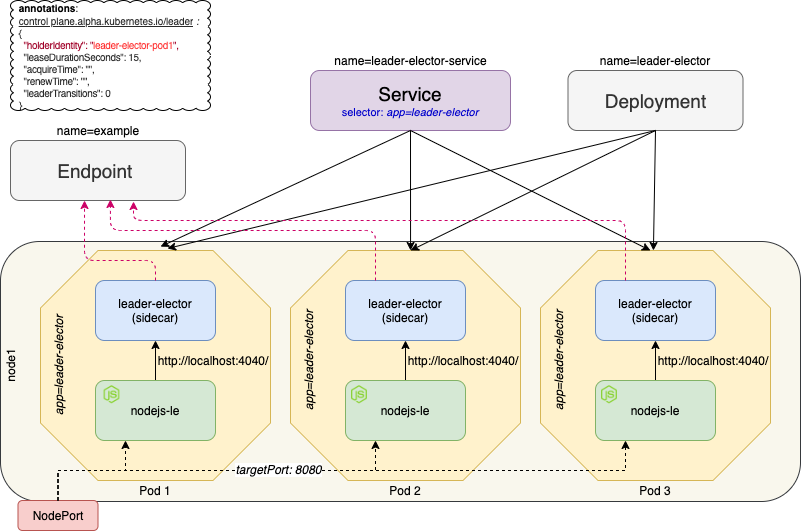 annotations:
control plane.alpha.kubernetes.io/leader :
{
"holderIdentity": "leader-elector-pod1",
"leaseDurationSeconds": 15,
"acquireTime": "",
"renewTime": "",
"leaderTransitions": 0
}
name=example
Endpoint
name=leader-elector-service
Service
selector: app=leader-elector
name=leader-elector
Deployment
node1
app=leader-elector
leader-elector
(sidecar)
http://localhost:4040/
JS
nodejs-le
Pod 1
app=leader-elector
leader-elector
(sidecar)
http://localhost:4040/
JS
nodejs-le
Pod 2
app=leader-elector
leader-elector
(sidecar)
http://localhost:4040/
JS
nodejs-le
Pod 3
targetPort: 8080
NodePort